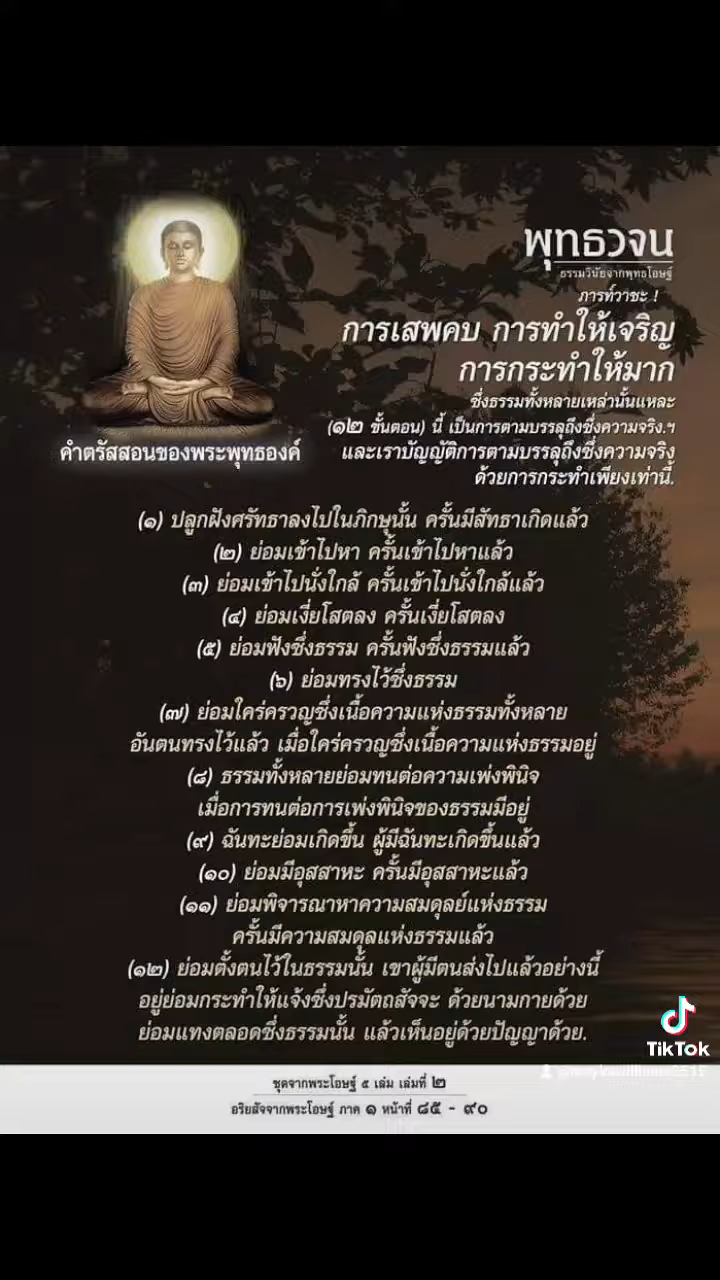 พุทธวจน
ธรรมวินัยจากพุทธโอษฐ์
ภารท์วาชะ !
การเสพคบ การทำให้เจริญ
การกระทำให้มาก
ซึ่งธรรมทั้งหลายเหล่านั้นแหละ
(๑๒ ขั้นตอน) นี้ เป็นการตามบรรลุถึงซึ่งความจริง.ฯ
และเราบัญญัติการตามบรรลุถึงซึ่งความจริง
ด้วยการกระทำเพียงเท่านี้.
คำตรัสสอนของพระพุทธองค์
(๑) ปลูกฝังศรัทธาลงไปในภิกษุนั้น ครั้นมีสัทธาเกิดแล้ว
(๒) ย่อมเข้าไปหา ครั้นเข้าไปหาแล้ว
(๓) ย่อมเข้าไปนั่งใกล้ ครั้นเข้าไปนั่งใกล้แล้ว
(๔) ย่อมเงี่ยโสตลง ครั้นเงี่ยโสตลง
(๕) ย่อมฟังซึ่งธรรม ครั้นฟังซึ่งธรรมแล้ว
(๖) ย่อมทรงไว้ซึ่งธรรม
(๗) ย่อมใคร่ครวญซึ่งเนื้อความแห่งธรรมทั้งหลาย
อันตนทรงไว้แล้ว เมื่อใคร่ครวญซึ่งเนื้อความแห่งธรรมอยู่
(๘) ธรรมทั้งหลายย่อมทนต่อความเพ่งพินิจ
เมื่อการทนต่อการเพ่งพินิจของธรรมมีอยู่
(๙) ฉันทะย่อมเกิดขึ้น ผู้มีฉันทะเกิดขึ้นแล้ว
(๑๐) ย่อมมีอุสสาหะ ครั้นมีอุสสาหะแล้ว
(๑๑) ย่อมพิจารณาหาความสมดุลย์แห่งธรรม
ครั้นมีความสมดุลแห่งธรรมแล้ว
(๑๒) ย่อมตั้งตนไว้ในธรรมนั้น เขาผู้มีตนส่งไปแล้วอย่างนี้
อยู่ย่อมกระทำให้แจ้งซึ่งปรมัตถสัจจะ ด้วยนามกายด้วย
ย่อมแทงตลอดซึ่งธรรมนั้น แล้วเห็นอยู่ด้วยปัญญาด้วย.
TikTok
ชุดจากพระโอษฐ์ ๕ เล่ม เล่มที่ ๒
อริยสัจจากพระโอษฐ์ ภาค ๑ หน้าที่ ๘๕ - ๙๐